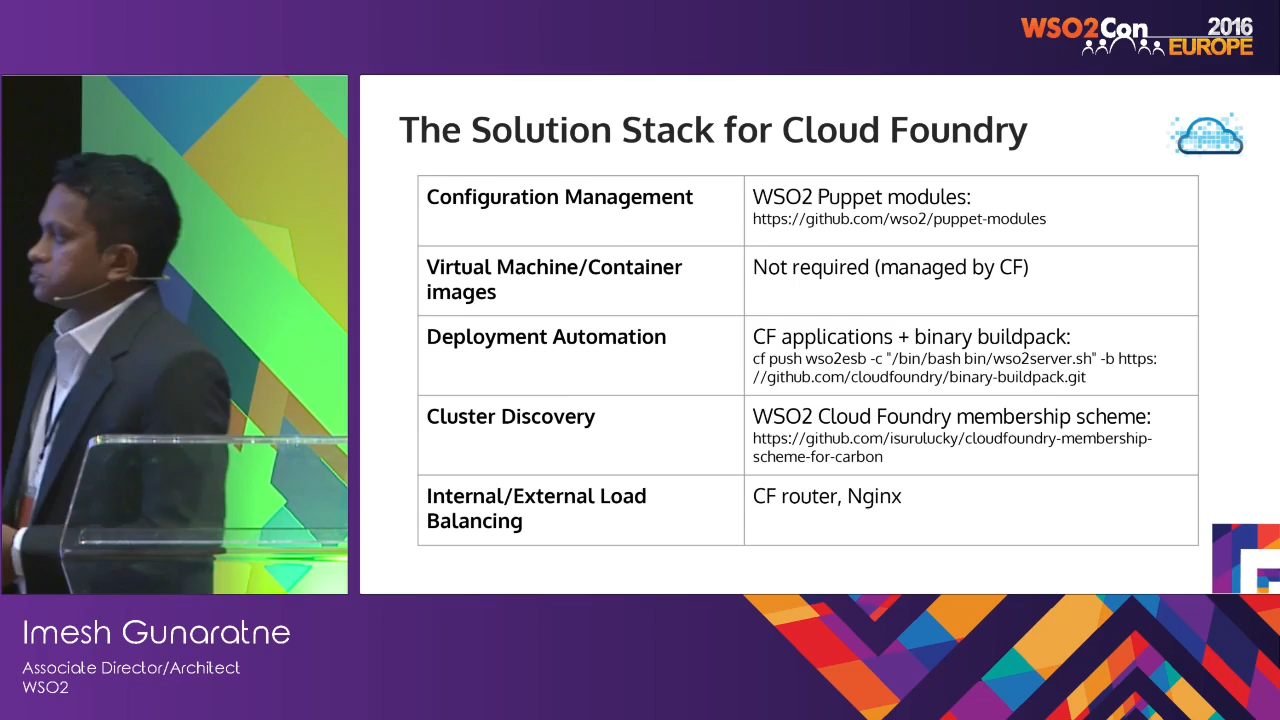 WSO2Con 2016
EUROPE
The Solution Stack for Cloud Foundry
Configuration Management
WSO2 Puppet modules:
https://github.com/wso2/puppet-modules
Virtual Machine/Container
images
Not required (managed by CF)
Deployment Automation
CF applications + binary buildpack:
cf push wso2esb -c "/bin/bash bin/wso2server.sh" -b https:
//github.com/cloudfoundry/binary-buildpack.git
Cluster Discovery
WSO2 Cloud Foundry membership scheme:
https://github.com/isurulucky/cloudfoundry-membership-
scheme-for-carbon
Internal/External Load
Balancing
CF router, Nginx
Imesh Gunaratne
Associate Director/Architect
WSO2